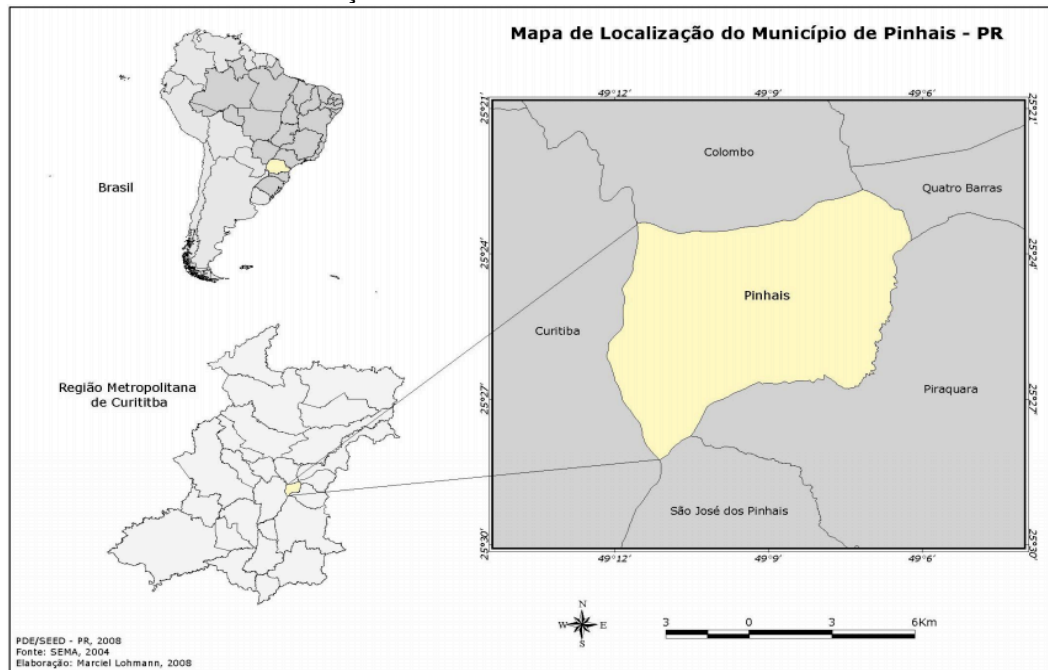 Mapa de Localização do Município de Pinhais - PR
Brasil
Região Metropolitana
de Curititba
49°12' 49°9' 49°6'
25°21' 25°21'
Colombo
Quatro Barras
25°24' 25°24'
Pinhais
Curitiba
Piraquara
25°27' 25°27'
São José dos Pinhais
25°30' 25°30'
49°12' 49°9' 49°6'
N
W E
S
3 0 3 6Km
PDE/SEED - PR, 2008
Fonte: SEMA, 2004
Elaboração: Marciel Lohmann, 2008